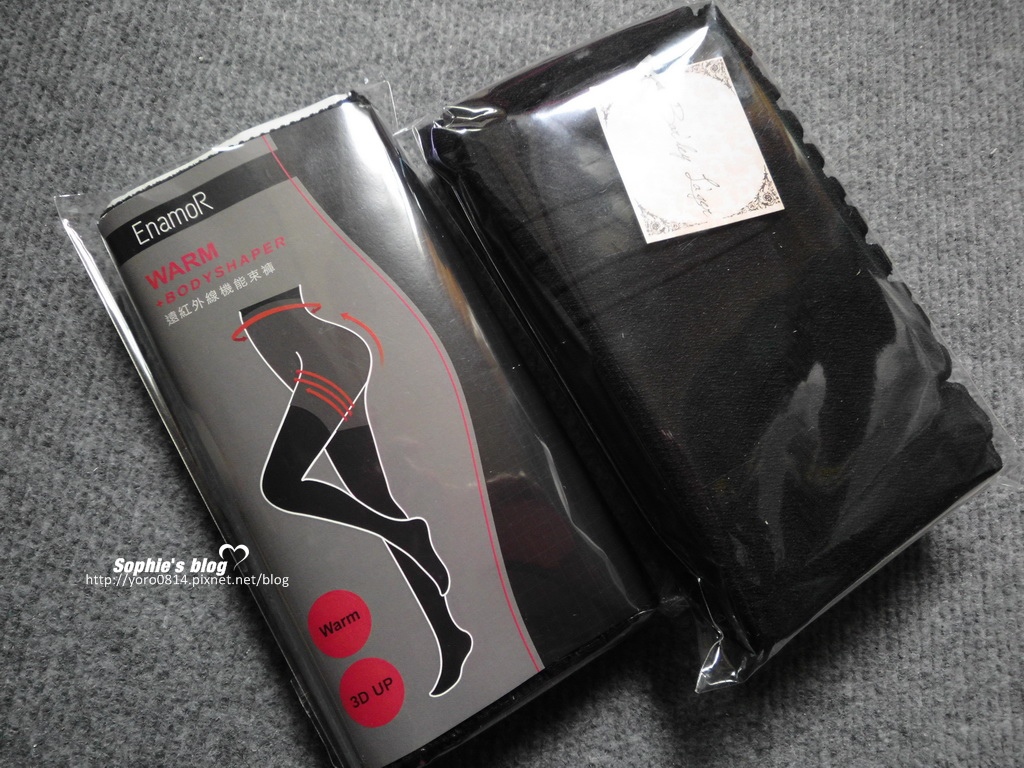 EnamoR
WARM
+BODYSHAPER
遠紅外線機能束褲
Warm
3D UP
Sophie's blog
http://yoro0814.pixnet.net/blog